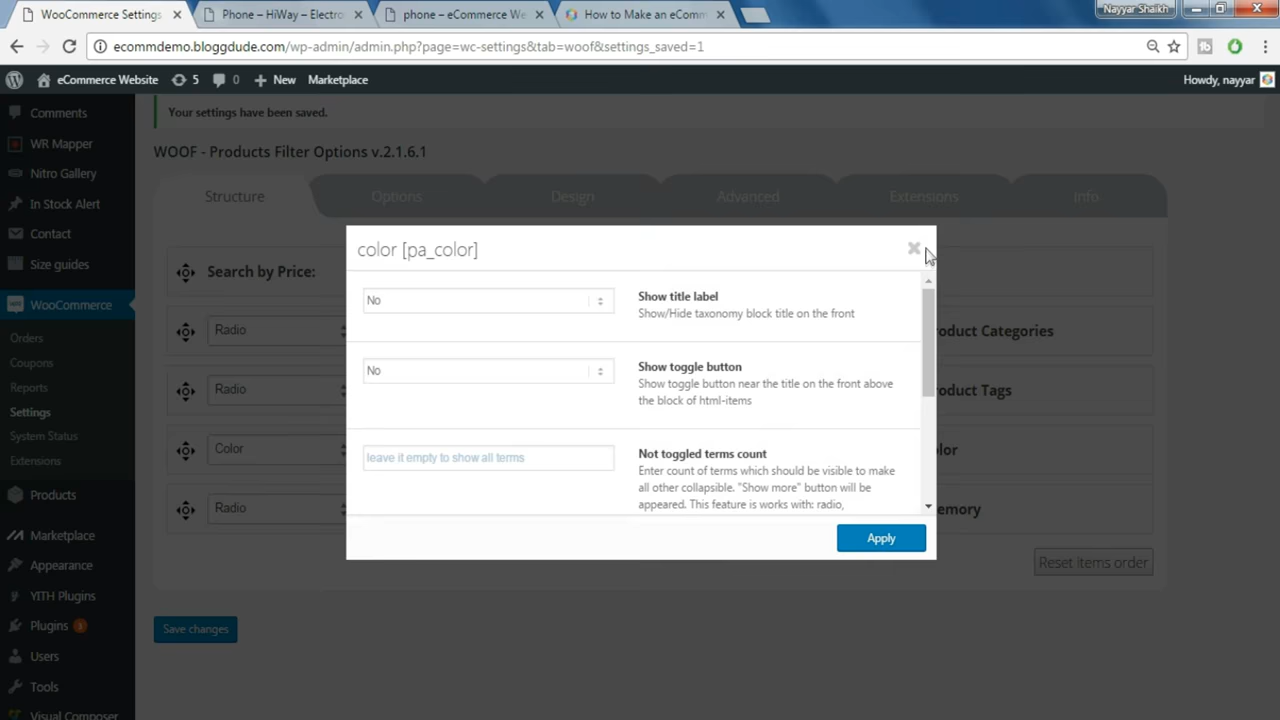 WooCommerce Settings
Phone – HiWay – Electro
phone – eCommerce We
How to Make an eComm
Nayyar Shaikh
ecommdemo.bloggdude.com/wp-admin/admin.php?page=wc-settings&tab=woof&settings_saved=1
eCommerce Website
5
0
New
Marketplace
Howdy, nayyar
Comments
WR Mapper
Nitro Gallery
In Stock Alert
Contact
Size guides
WooCommerce
Orders
Coupons
Reports
Settings
System Status
Extensions
Products
Marketplace
Appearance
YITH Plugins
Plugins 3
Users
Tools
Visual Composer
Your settings have been saved.
WOOF - Products Filter Options v.2.1.6.1
Structure
Options
Design
Advanced
Extensions
Info
Search by Price:
Radio
roduct Categories
Radio
roduct Tags
Color
lor
Radio
emory
color [pa_color]
No
Show title label
Show/Hide taxonomy block title on the front
No
Show toggle button
Show toggle button near the title on the front above
the block of html-items
leave it empty to show all terms
Not toggled terms count
Enter count of terms which should be visible to make
all other collapsible. "Show more" button will be
appeared. This feature is works with: radio,
Apply
Reset items order
Save changes